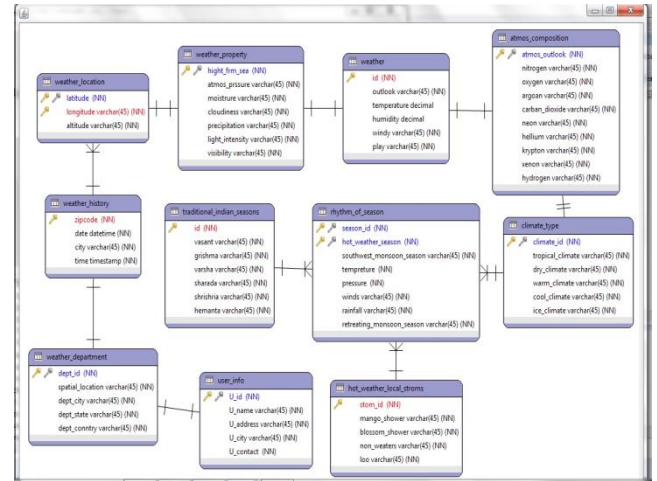 weather_location
latitude (NN)
longitude varchar(45) (NN)
altitude varchar(45) (NN)
weather_property
hight_frm_sea (NN)
atmos_prssure varchar(45) (NN)
moistrure varchar(45) (NN)
cloudiness varchar(45) (NN)
precipitation varchar(45) (NN)
light_intensity varchar(45) (NN)
visibility varchar(45) (NN)
weather
id (NN)
outlook varchar(45) (NN)
temperature decimal
humidity decimal
windy varchar(45) (NN)
play varchar(45) (NN)
atmos_composition
atmos_outlook (NN)
nitrogen varchar(45) (NN)
oxygen varchar(45) (NN)
argoan varchar(45) (NN)
carban_dioxide varchar(45) (NN)
neon varchar(45) (NN)
hellium varchar(45) (NN)
krypton varchar(45) (NN)
xenon varchar(45) (NN)
hydrogen varchar(45) (NN)
weather_history
zipcode (NN)
date datetime (NN)
city varchar(45) (NN)
time timestamp (NN)
traditional_indian_seasons
id (NN)
vasant varchar(45) (NN)
grishma varchar(45) (NN)
varsha varchar(45) (NN)
sharada varchar(45) (NN)
shrishria varchar(45) (NN)
hemanta varchar(45) (NN)
rhythm_of_season
season_id (NN)
hot_weather_season (NN)
southwest_monsoon_season varchar(45) (NN)
tempreture (NN)
pressure (NN)
winds varchar(45) (NN)
rainfall varchar(45) (NN)
retreating_monsoon_season varchar(45) (NN)
climate_type
climate_id (NN)
tropical_climate varchar(45) (NN)
dry_climate varchar(45) (NN)
warm_climate varchar(45) (NN)
cool_climate varchar(45) (NN)
ice_climate varchar(45) (NN)
weather_department
dept_id (NN)
spatial_location varchar(45) (NN)
dept_city varchar(45) (NN)
dept_state varchar(45) (NN)
dept_conntry varchar(45) (NN)
user_info
U_id (NN)
U_name varchar(45) (NN)
U_address varchar(45) (NN)
U_city varchar(45) (NN)
U_contact (NN)
hot_weather_local_stroms
stom_id (NN)
mango_shower varchar(45) (NN)
blossom_shower varchar(45) (NN)
non_weaters varchar(45) (NN)
loo varchar(45) (NN)